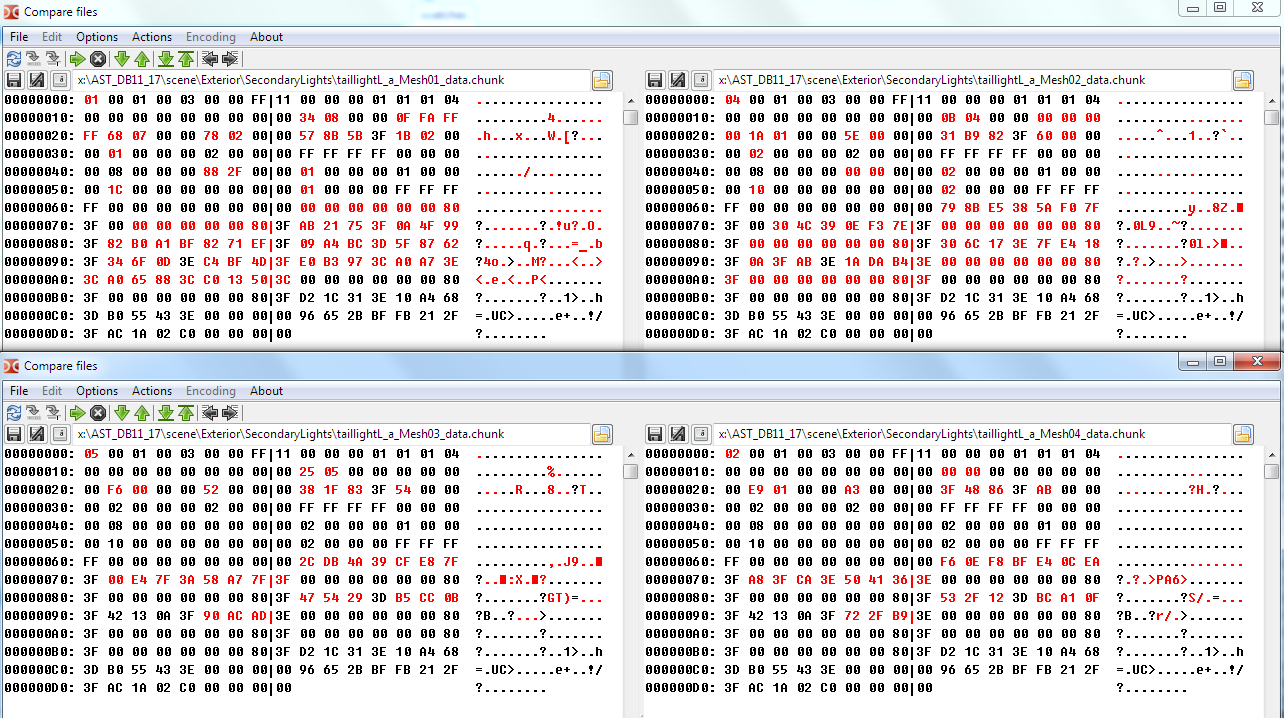 Compare files
File Edit Options Actions Encoding About
x:\AST_DB11_17\scene\Exterior\SecondaryLights\taillightL_a_Mesh01_data.chunk
00000000: 01 00 01 00 03 00 00 FF|11 00 00 00 01 01 01 04 ................
00000010: 00 00 00 00 00 00 00 00|00 00 34 08 00 0F FA FF ..........4.....
00000020: FF 68 07 00 00 78 02 00|00 57 8B 5B 3F 1B 02 00 .h...x...W.[?...
00000030: 00 01 00 00 00 02 00 00|00 FF FF FF FF 00 00 00 ................
00000040: 00 08 00 00 00 88 2F 00|00 01 00 00 00 01 00 00 ....../.........
00000050: 00 1C 00 00 00 00 00 00|00 01 00 00 00 FF FF FF ................
00000060: FF 00 00 00 00 00 00 00|00 00 00 00 00 00 00 80 ................
00000070: 3F 00 00 00 00 00 00 80|3F AB 21 75 3F 0A 4F 99 ?.......?.!u?.O.
00000080: 3F 82 B0 A1 BF 82 71 EF|3F 09 A4 BC 3D 5F 87 62 ?.....q.?...=_.b
00000090: 3F 34 6F 0D 3E C4 BF 4D|3F E0 B3 97 3C A0 A7 3E ?4o.>..M?...<..>
000000A0: 3C A0 65 88 3C C0 13 50|3C 00 00 00 00 00 00 80 <.e.<..P<.......
000000B0: 3F 00 00 00 00 00 00 80|3F D2 1C 31 3E 10 A4 68 ?.......?..1>..h
000000C0: 3D B0 55 43 3E 00 00 00|00 96 65 2B BF FB 21 2F =.UC>.....e+..!/
000000D0: 3F AC 1A 02 C0 00 00 00|00 ?........
x:\AST_DB11_17\scene\Exterior\SecondaryLights\taillightL_a_Mesh02_data.chunk
00000000: 04 00 01 00 03 00 00 FF|11 00 00 00 01 01 01 04 ................
00000010: 00 00 00 00 00 00 00 00|00 00 0B 04 00 00 00 00 ................
00000020: 00 1A 01 00 00 5E 00 00|00 31 B9 82 3F 60 00 00 .....^...1..?`..
00000030: 00 02 00 00 00 02 00 00|00 FF FF FF FF 00 00 00 ................
00000040: 00 08 00 00 00 00 00 00|00 02 00 00 00 01 00 00 ................
00000050: 00 10 00 00 00 00 00 00|00 02 00 00 00 FF FF FF ................
00000060: FF 00 00 00 00 00 00 00|00 79 8B E5 38 5A F0 7F .........y..8Z.■
00000070: 3F 00 30 4C 39 0E F3 7E|3F 00 00 00 00 00 00 80 ?.0L9..~?.......
00000080: 3F 00 00 00 00 00 00 80|3F 30 6C 17 3E 7F E4 18 ?.......?0l.>■..
00000090: 3F 0A 3F AB 3E 1A DA B4|3E 00 00 00 00 00 00 80 ?.?.>...>.......
000000A0: 3F 00 00 00 00 00 00 80|3F 00 00 00 00 00 00 80 ?.......?.......
000000B0: 3F 00 00 00 00 00 00 80|3F D2 1C 31 3E 10 A4 68 ?.......?..1>..h
000000C0: 3D B0 55 43 3E 00 00 00|00 96 65 2B BF FB 21 2F =.UC>.....e+..!/
000000D0: 3F AC 1A 02 C0 00 00 00|00 ?........
Compare files
File Edit Options Actions Encoding About
x:\AST_DB11_17\scene\Exterior\SecondaryLights\taillightL_a_Mesh03_data.chunk
00000000: 05 00 01 00 03 00 00 FF|11 00 00 00 01 01 01 04 ................
00000010: 00 00 00 00 00 00 00 00|00 00 25 05 00 00 00 00 ..........%.....
00000020: 00 F6 00 00 00 52 00 00|00 38 1F 83 3F 54 00 00 .....R...8..?T..
00000030: 00 02 00 00 00 02 00 00|00 FF FF FF FF 00 00 00 ................
00000040: 00 08 00 00 00 00 00 00|00 02 00 00 00 01 00 00 ................
00000050: 00 10 00 00 00 00 00 00|00 02 00 00 00 FF FF FF ................
00000060: FF 00 00 00 00 00 00 00|00 2C DB 4A 39 CF E8 7F .........,.J9..■
00000070: 3F 00 E4 7F 3A 58 A7 7F|3F 00 00 00 00 00 00 80 ?..■:X.■?.......
00000080: 3F 00 00 00 00 00 00 80|3F 47 54 29 3D B5 CC 0B ?.......?GT)=...
00000090: 3F 42 13 0A 3F 90 AC AD|3E 00 00 00 00 00 00 80 ?B..?...>.......
000000A0: 3F 00 00 00 00 00 00 80|3F 00 00 00 00 00 00 80 ?.......?.......
000000B0: 3F 00 00 00 00 00 00 80|3F D2 1C 31 3E 10 A4 68 ?.......?..1>..h
000000C0: 3D B0 55 43 3E 00 00 00|00 96 65 2B BF FB 21 2F =.UC>.....e+..!/
000000D0: 3F AC 1A 02 C0 00 00 00|00 ?........
x:\AST_DB11_17\scene\Exterior\SecondaryLights\taillightL_a_Mesh04_data.chunk
00000000: 02 00 01 00 03 00 00 FF|11 00 00 00 01 01 01 04 ................
00000010: 00 00 00 00 00 00 00 00|00 00 00 00 00 00 00 00 ................
00000020: 00 E9 01 00 00 A3 00 00|00 3F 48 86 3F AB 00 00 .........?H.?...
00000030: 00 02 00 00 00 02 00 00|00 FF FF FF FF 00 00 00 ................
00000040: 00 08 00 00 00 00 00 00|00 02 00 00 00 01 00 00 ................
00000050: 00 10 00 00 00 00 00 00|00 02 00 00 00 FF FF FF ................
00000060: FF 00 00 00 00 00 00 00|00 F6 0E F8 BF E4 0C EA ................
00000070: 3F A8 3F CA 3E 50 41 36|3E 00 00 00 00 00 00 80 ?.?.>PA6>.......
00000080: 3F 00 00 00 00 00 00 80|3F 53 2F 12 3D BC A1 0F ?.......?S/.=...
00000090: 3F 42 13 0A 3F 72 2F B9|3E 00 00 00 00 00 00 80 ?B..?r/.>.......
000000A0: 3F 00 00 00 00 00 00 80|3F 00 00 00 00 00 00 80 ?.......?.......
000000B0: 3F 00 00 00 00 00 00 80|3F D2 1C 31 3E 10 A4 68 ?.......?..1>..h
000000C0: 3D B0 55 43 3E 00 00 00|00 96 65 2B BF FB 21 2F =.UC>.....e+..!/
000000D0: 3F AC 1A 02 C0 00 00 00|00 ?........